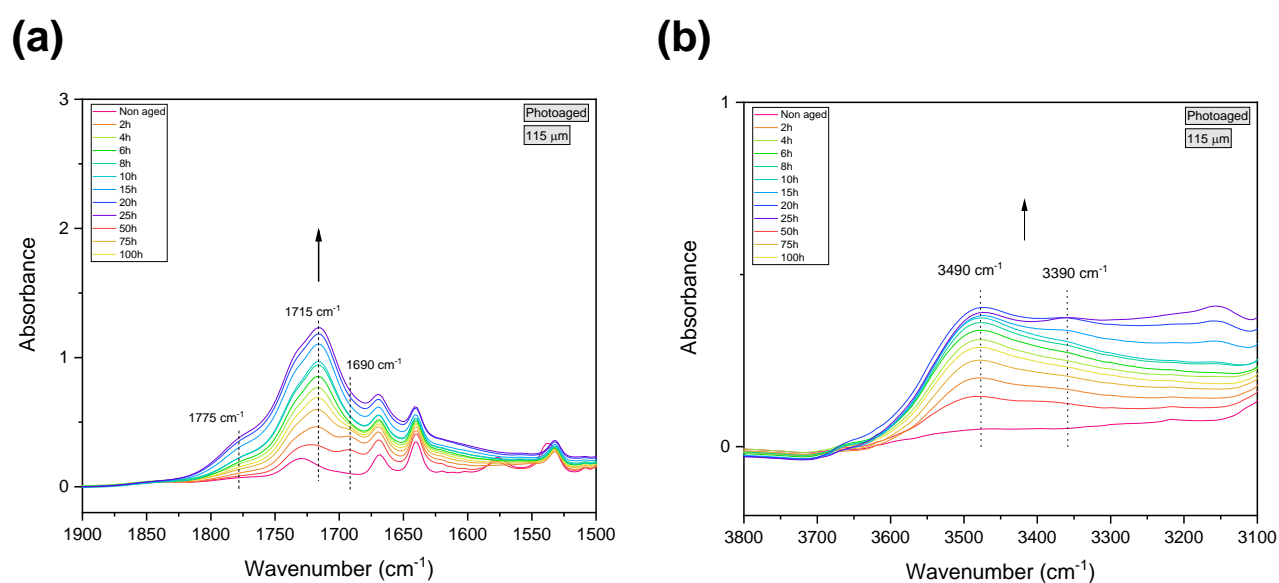 (a)
3
2
1
0
Absorbance
Non aged
2h
4h
6h
8h
10h
15h
20h
25h
50h
75h
100h
Photoaged
115 μm
1715 cm⁻¹
1690 cm⁻¹
1775 cm⁻¹
1900 1850 1800 1750 1700 1650 1600 1550 1500
Wavenumber (cm⁻¹)
(b)
1
0
Absorbance
Non aged
2h
4h
6h
8h
10h
15h
20h
25h
50h
75h
100h
Photoaged
115 μm
3490 cm⁻¹
3390 cm⁻¹
3800 3700 3600 3500 3400 3300 3200 3100
Wavenumber (cm⁻¹)